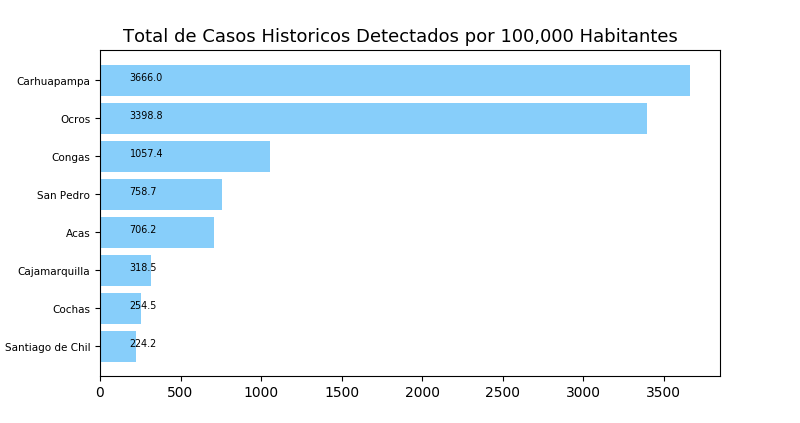 Total de Casos Historicos Detectados por 100,000 Habitantes
Carhuapampa 3666.0
Ocros 3398.8
Congas 1057.4
San Pedro 758.7
Acas 706.2
Cajamarquilla 318.5
Cochas 254.5
Santiago de Chil 224.2
0 500 1000 1500 2000 2500 3000 3500